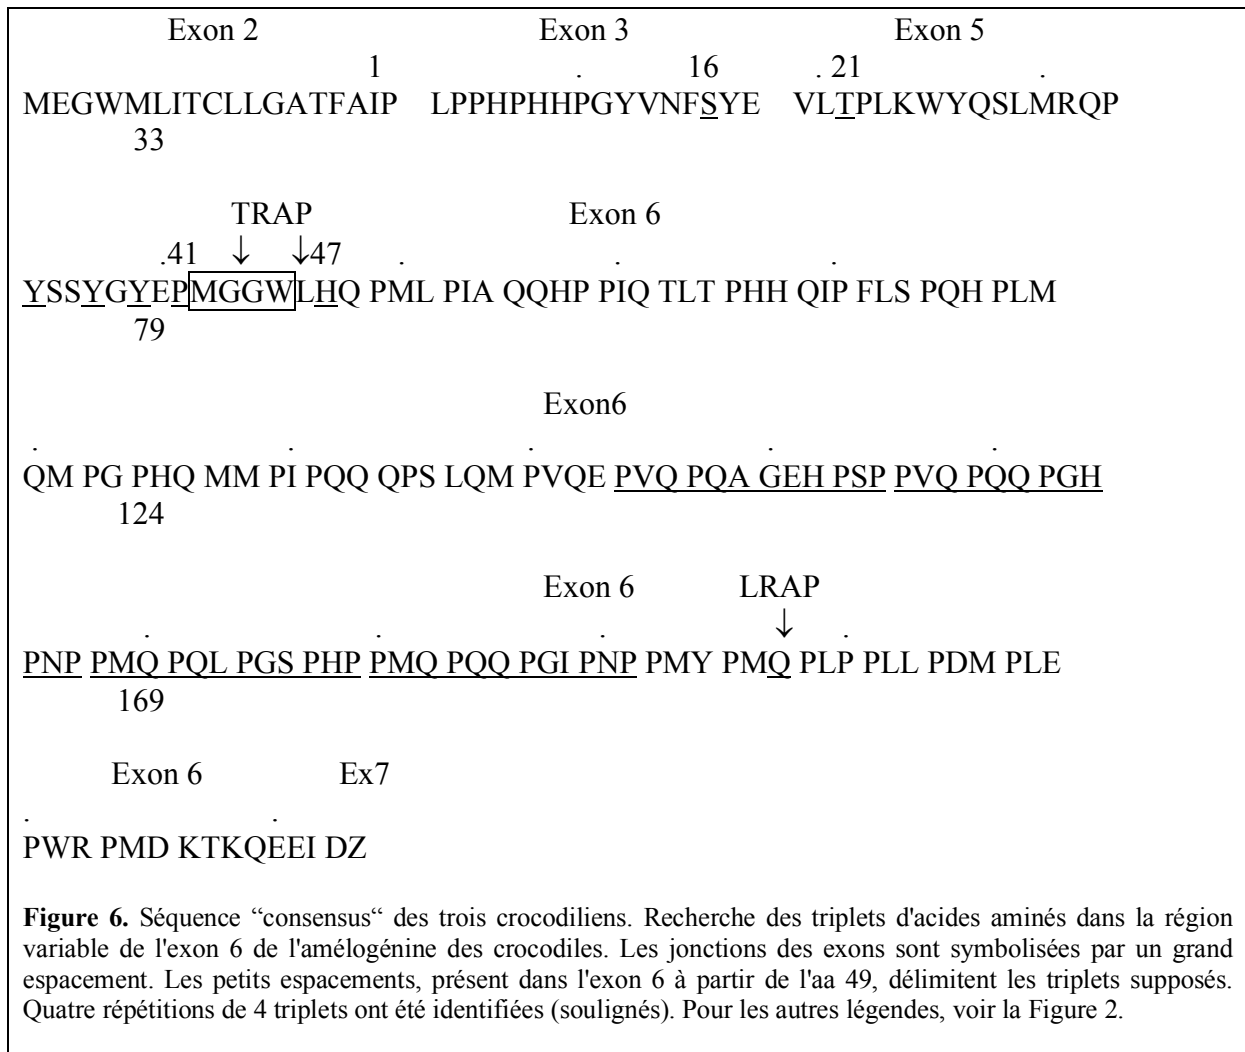 Exon 2 Exon 3 Exon 5
1 . 16 . 21 .
MEGWMLITCLLGATFAIP LPPHPHHPGYVNFSYE VLTPLKWYQSLMRQP
33
TRAP Exon 6
.41 ↓ ↓47 . . .
YSSYGYEPMGGWLHQ PML PIA QQHP PIQ TLT PHH QIP FLS PQH PLM
79
Exon6
. . . . .
QM PG PHQ MM PI PQQ QPS LQM PVQE PVQ PQA GEH PSP PVQ PQQ PGH
124
Exon 6 LRAP
. . . ↓ .
PNP PMQ PQL PGS PHP PMQ PQQ PGI PNP PMY PMQ PLP PLL PDM PLE
169
Exon 6 Ex7
. .
PWR PMD KTKQEEI DZ
Figure 6. Séquence “consensus“ des trois crocodiliens. Recherche des triplets d'acides aminés dans la région
variable de l'exon 6 de l'amélogénine des crocodiles. Les jonctions des exons sont symbolisées par un grand
espacement. Les petits espacements, présent dans l'exon 6 à partir de l'aa 49, délimitent les triplets supposés.
Quatre répétitions de 4 triplets ont été identifiées (soulignés). Pour les autres légendes, voir la Figure 2.